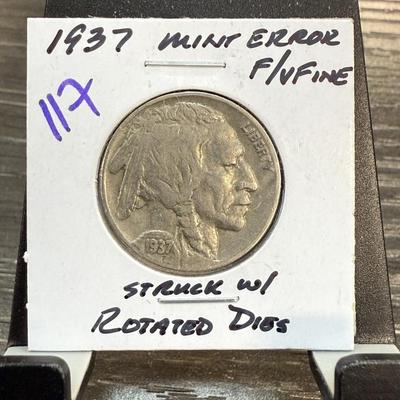 1937 MINT ERROR
F/VFINE
117
LIBERTY
1937
STRUCK W/
ROTATED DIES